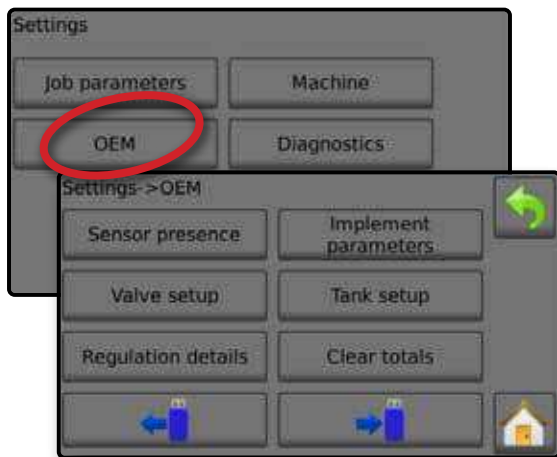 Settings
Job parameters Machine
OEM Diagnostics
Settings->OEM
Sensor presence Implement
parameters
Valve setup Tank setup
Regulation details Clear totals